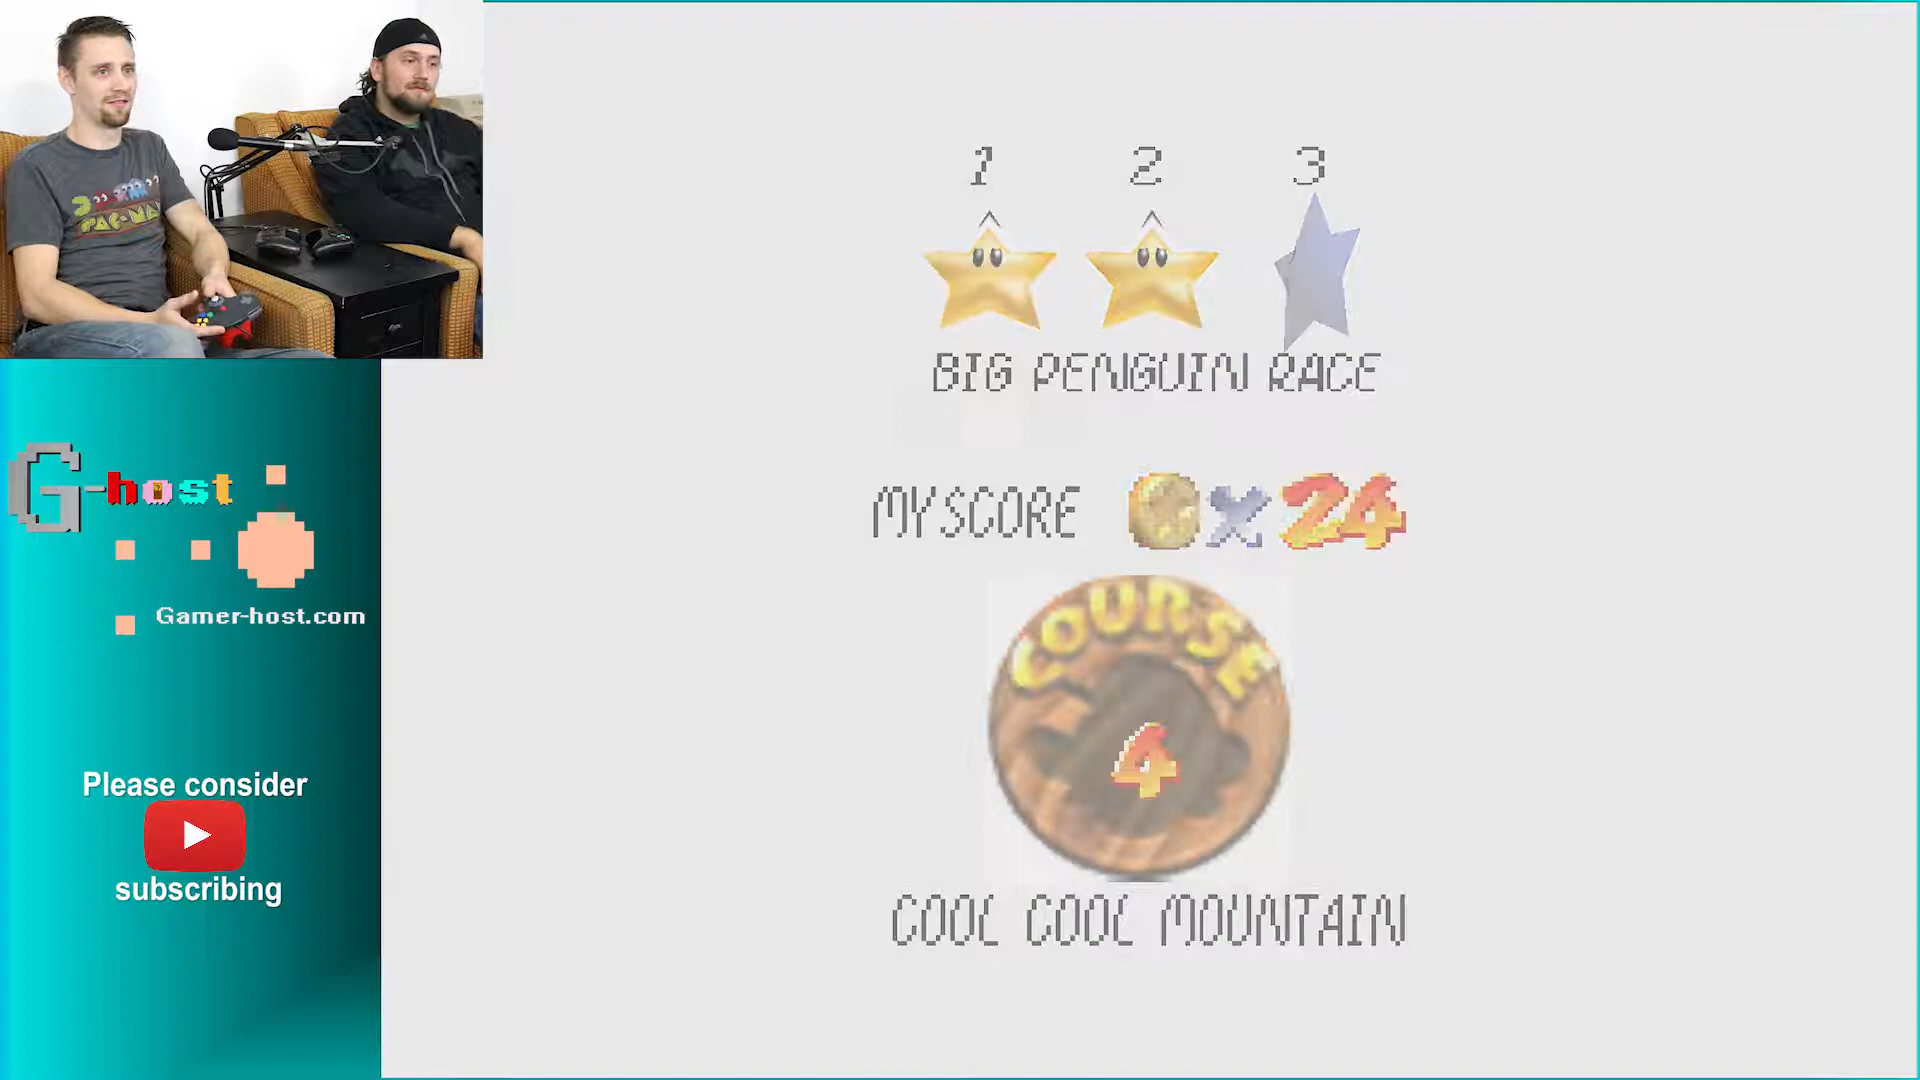 PAC-MAN
1 2 3
BIG PENGUIN RACE
MY SCORE x 24
COURSE
4
COOL COOL MOUNTAIN
G-host
Gamer-host.com
Please consider
subscribing